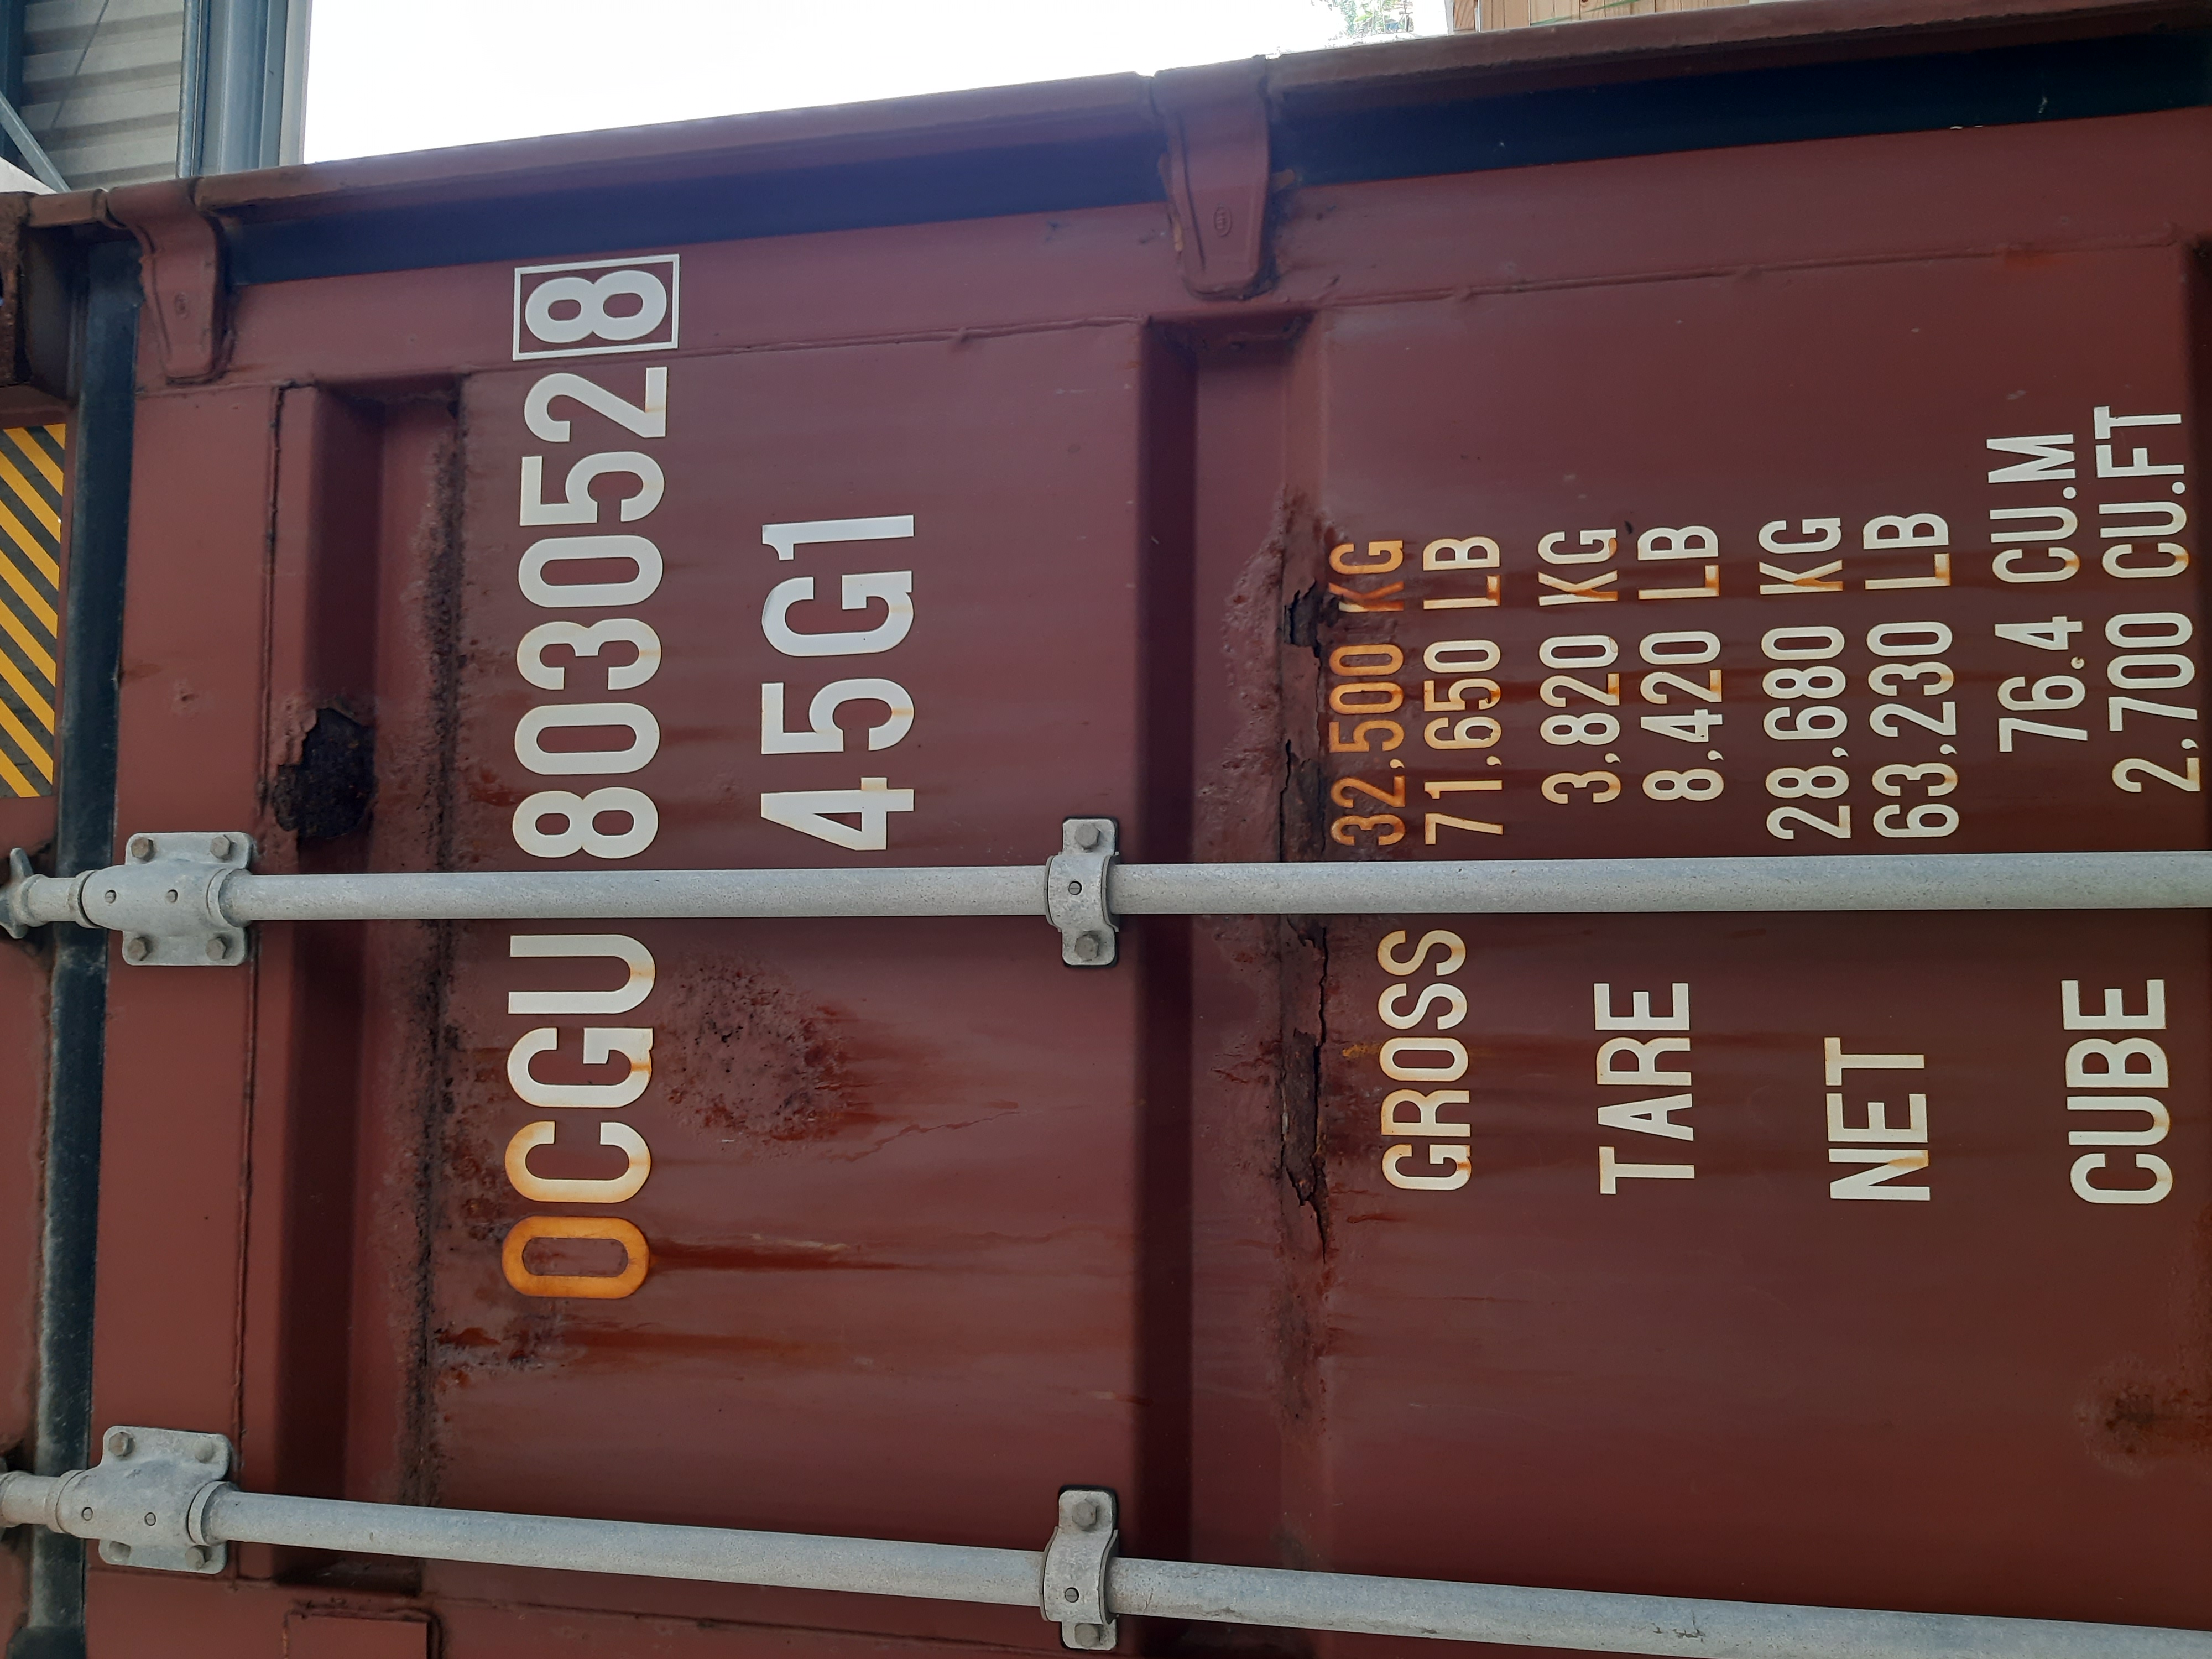 OCGU 803052 8
45G1
GROSS 32,500 KG
71,650 LB
TARE 3,820 KG
8,420 LB
NET 28,680 KG
63,230 LB
CUBE 76.4 CU.M
2,700 CU.FT